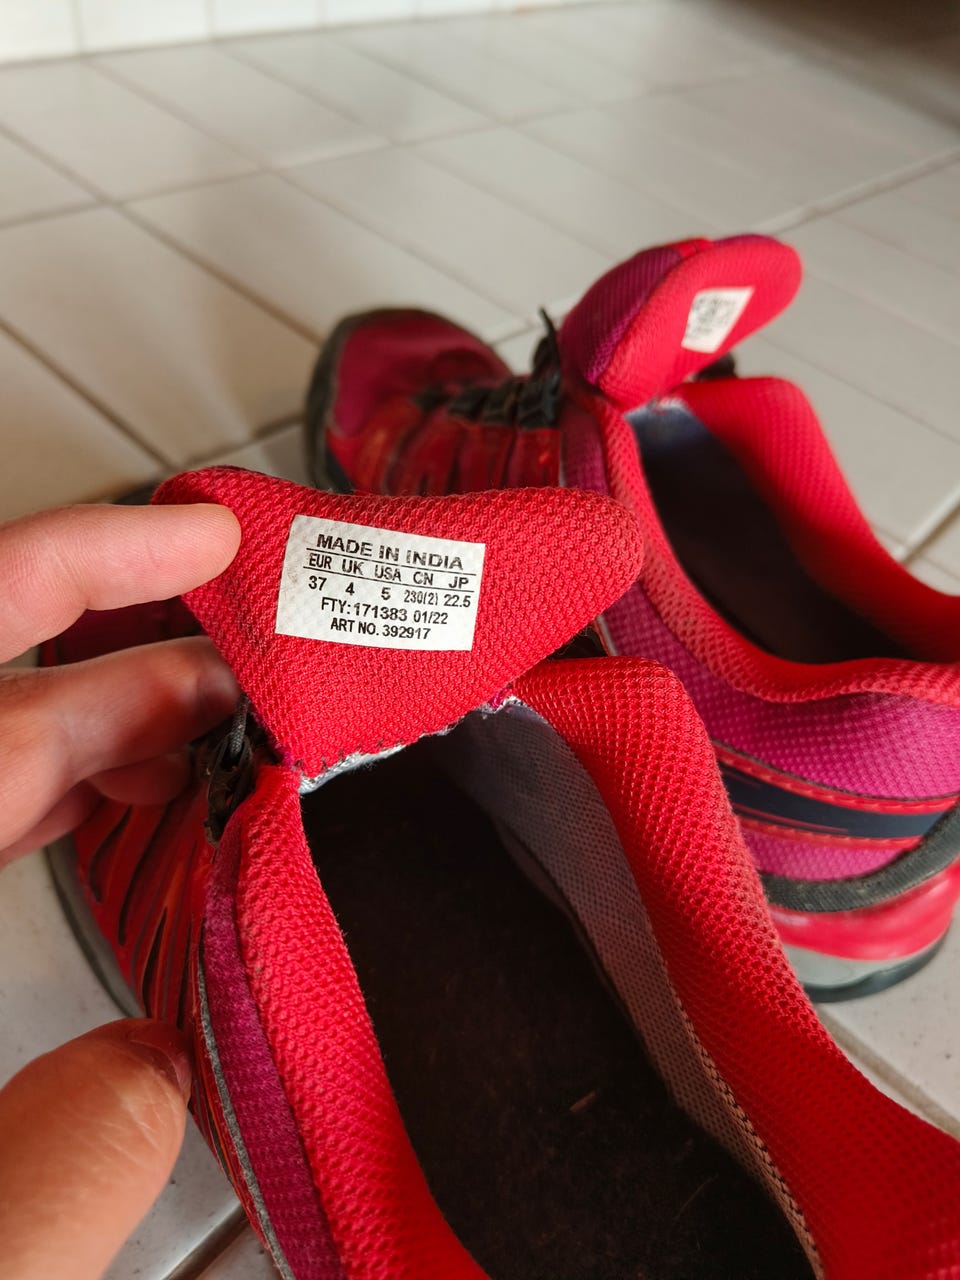 MADE IN INDIA
EUR UK USA CN JP
37 4 5 230(2) 22.5
FTY:171383 01/22
ART NO. 392917